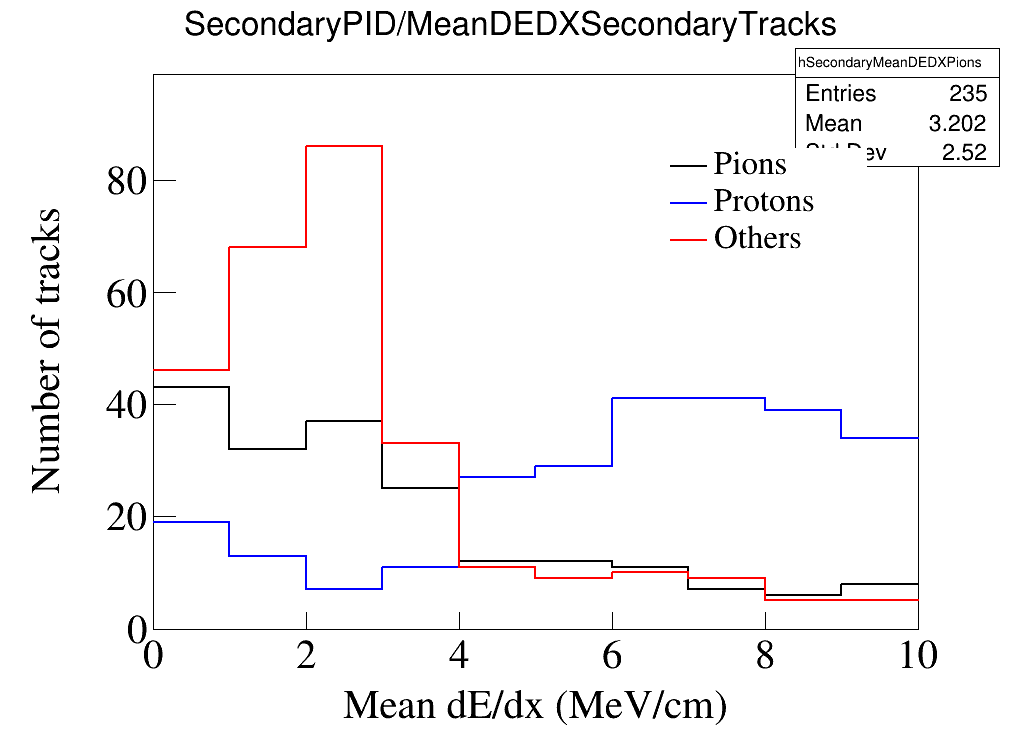 SecondaryPID/MeanDEDXSecondaryTracks
hSecondaryMeanDEDXPions
Entries 235
Mean 3.202
2.52
Pions
Protons
Others
Number of tracks
80
60
40
20
0
0 2 4 6 8 10
Mean dE/dx (MeV/cm)